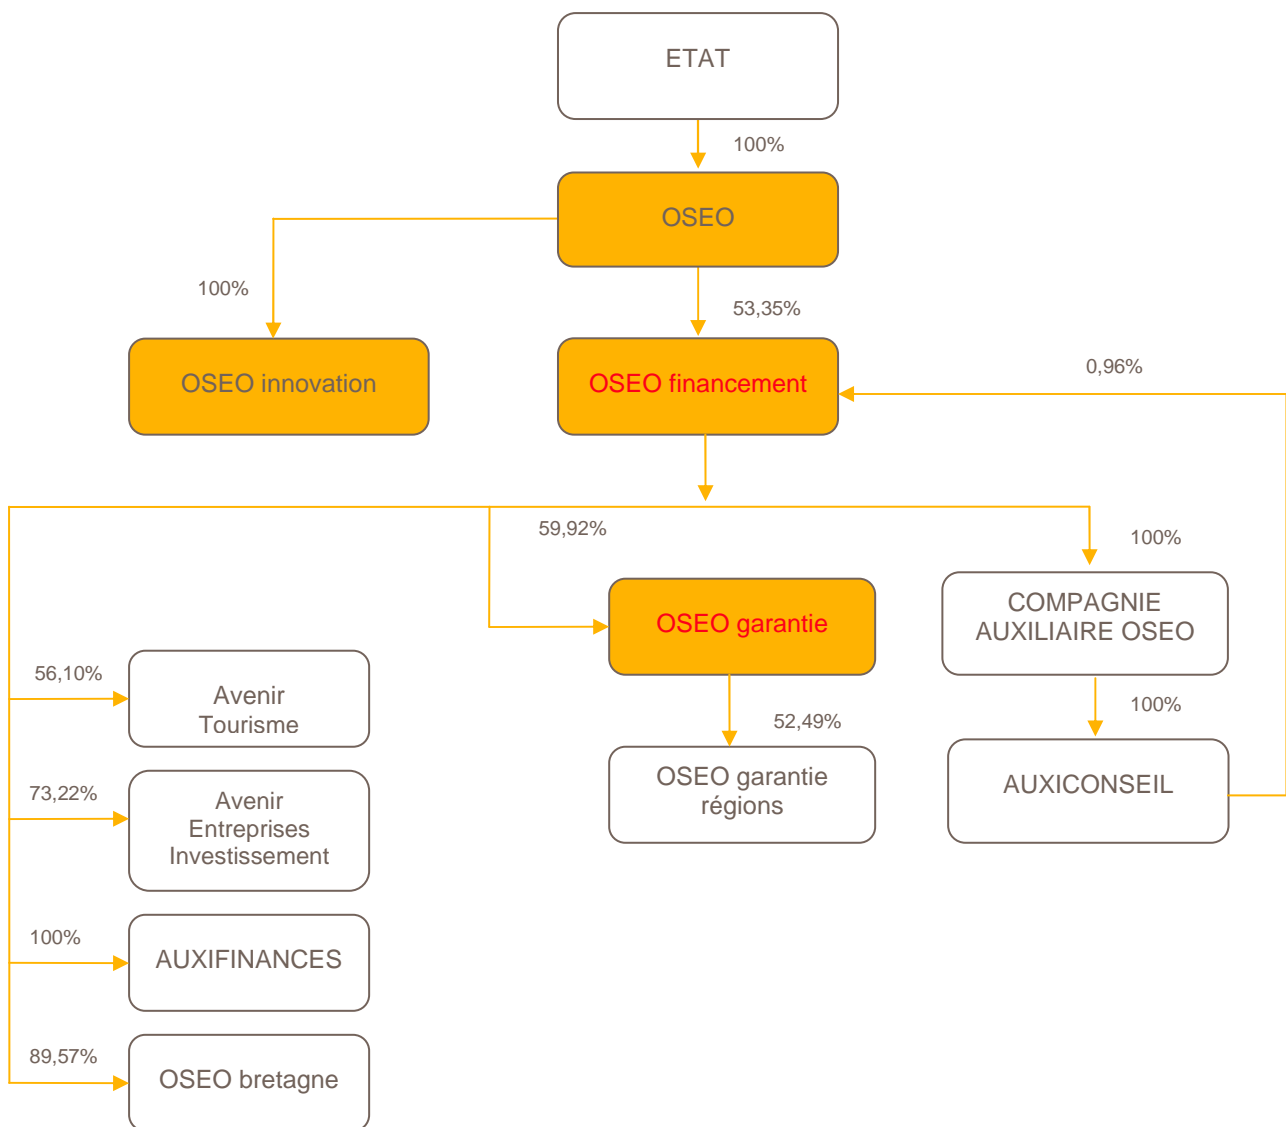 ETAT
100%
OSEO
100%
53,35%
OSEO innovation
OSEO financement
0,96%
59,92%
100%
OSEO garantie
COMPAGNIE
AUXILIAIRE OSEO
56,10%
Avenir
Tourisme
52,49%
100%
OSEO garantie
régions
AUXICONSEIL
73,22%
Avenir
Entreprises
Investissement
100%
AUXIFINANCES
89,57%
OSEO bretagne